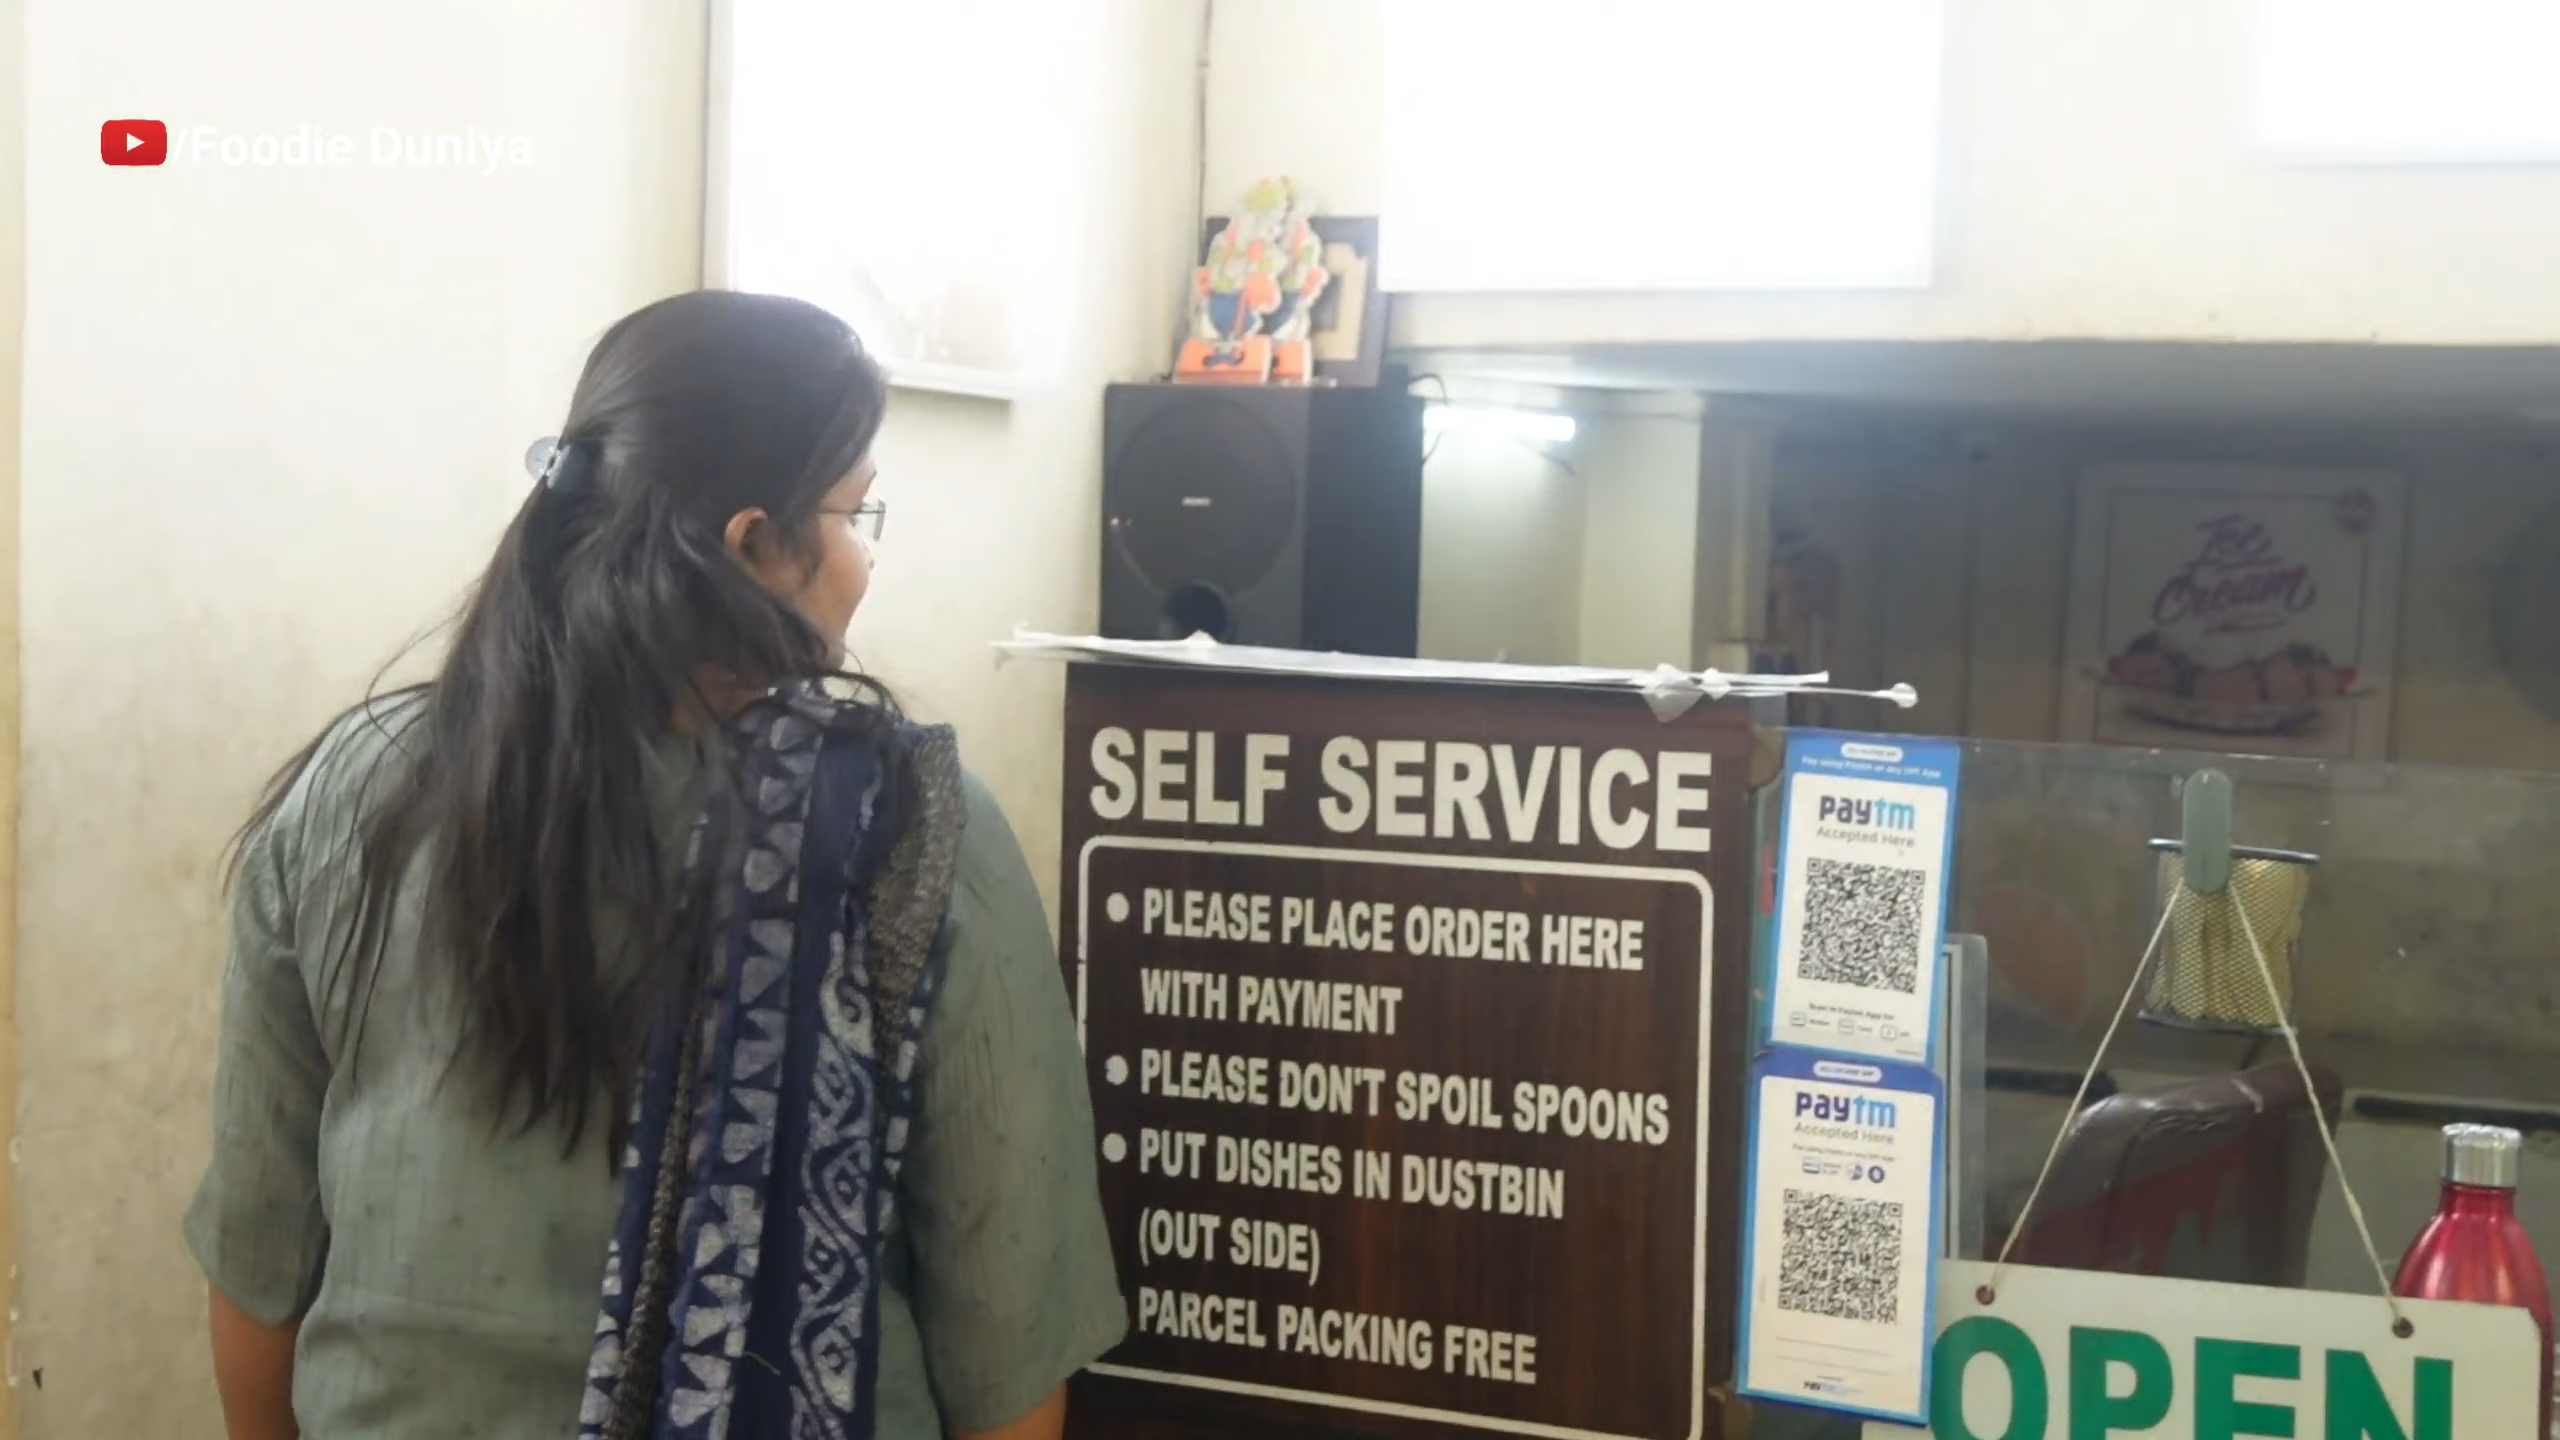 /Foodie Duniya
Ice
Cream
SELF SERVICE
• PLEASE PLACE ORDER HERE
WITH PAYMENT
• PLEASE DON'T SPOIL SPOONS
• PUT DISHES IN DUSTBIN
(OUT SIDE)
PARCEL PACKING FREE
paytm
Accepted Here
paytm
Accepted Here
OPEN